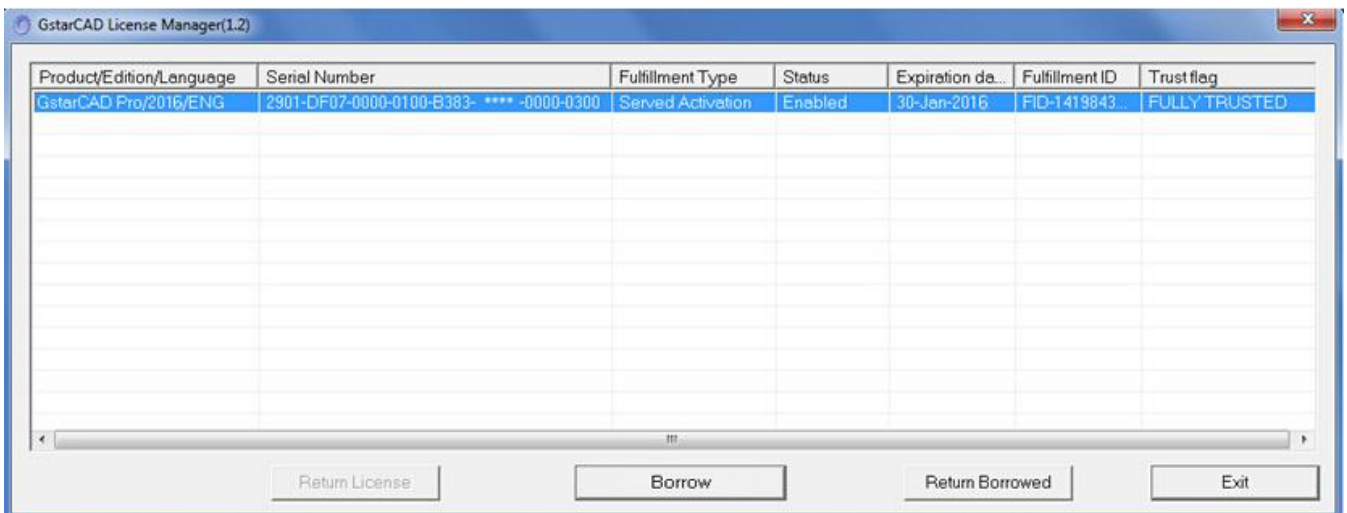 GstarCAD License Manager(1.2)
Product/Edition/Language Serial Number Fulfillment Type Status Expiration da... Fulfillment ID Trust flag
GstarCAD Pro/2016/ENG 2901-DF07-0000-0100-B383- **** -0000-0300 Served Activation Enabled 30-Jan-2016 FID-1419843... FULLY TRUSTED
Return License Borrow Return Borrowed Exit